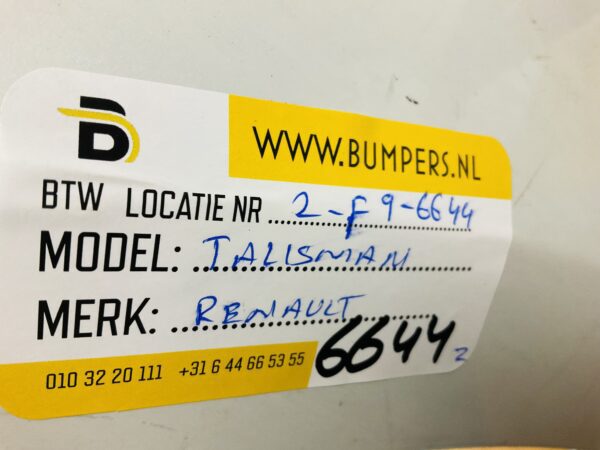 B
WWW.BUMPERS.NL
BTW LOCATIE NR 2-F9-6644
MODEL: TALISMAN
MERK: RENAULT
6644 2
010 32 20 111 +31 6 44 66 53 55